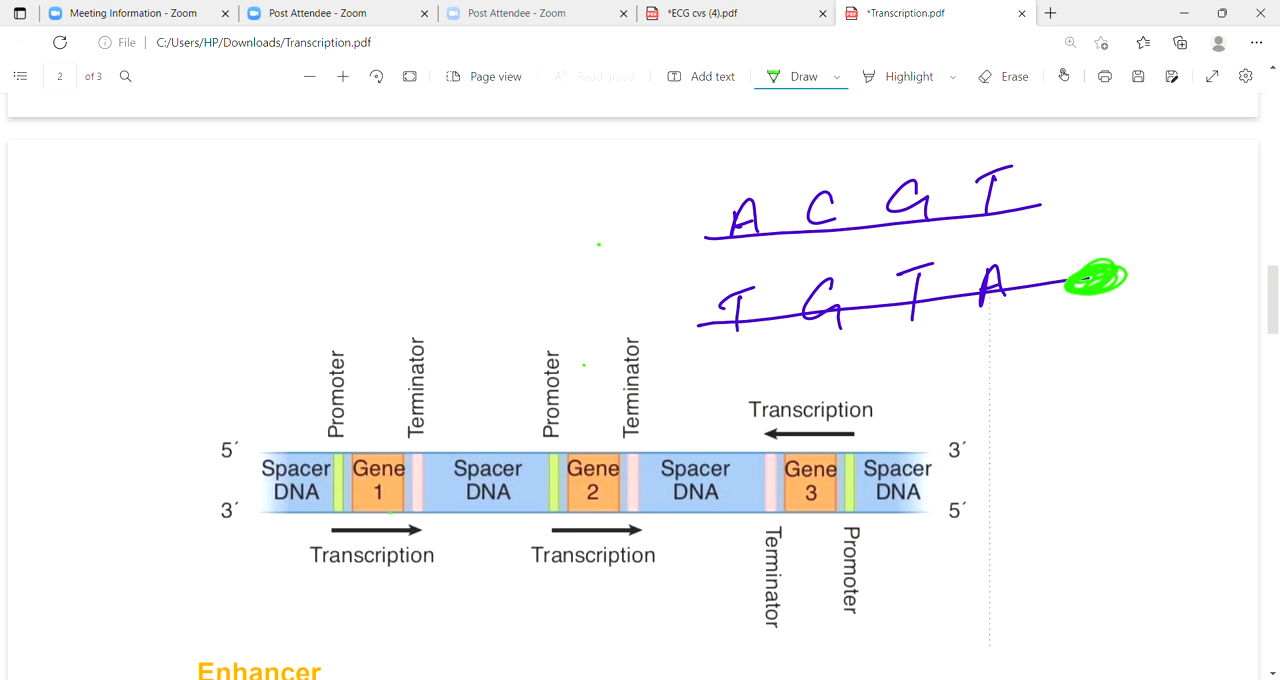 Meeting Information - Zoom
Post Attendee - Zoom
Post Attendee - Zoom
*ECG cvs (4).pdf
*Transcription.pdf
File
C:/Users/HP/Downloads/Transcription.pdf
2 of 3
Page view
Read aloud
Add text
Draw
Highlight
Erase
A C G T
T G T A
Promoter
Terminator
Promoter
Terminator
Transcription
5′
3′
Spacer DNA
Gene 1
Spacer DNA
Gene 2
Spacer DNA
Gene 3
Spacer DNA
3′
5′
Transcription
Transcription
Terminator
Promoter
Enhancer